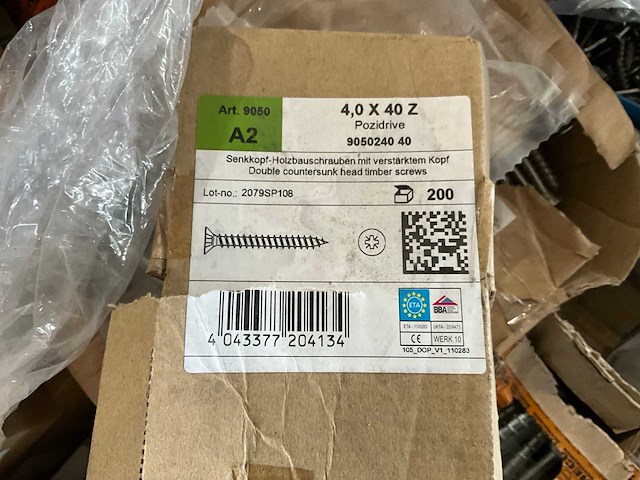 Art. 9050
A2
4,0 X 40 Z
Pozidrive
9050240 40
Senkkopf-Holzbauschrauben mit verstärktem Kopf
Double countersunk head timber screws
Lot-no.: 2079SP108
200
4 043377 204134
ETA
BBA
WERK 10
105_DOP_V1_110283